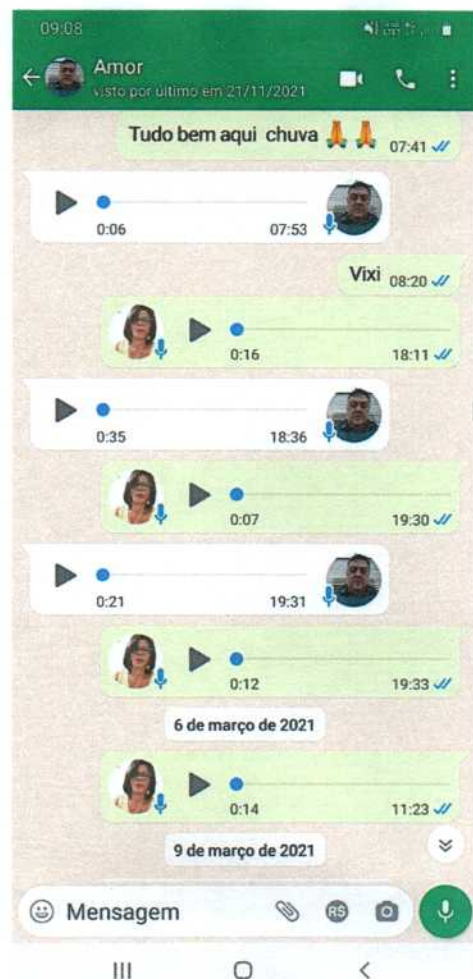 09:08
Amor
visto por último em 21/11/2021
Tudo bem aqui chuva 🙏 🙏 07:41
0:06 07:53
Vixi 08:20
0:16 18:11
0:35 18:36
0:07 19:30
0:21 19:31
0:12 19:33
6 de março de 2021
0:14 11:23
9 de março de 2021
Mensagem R$